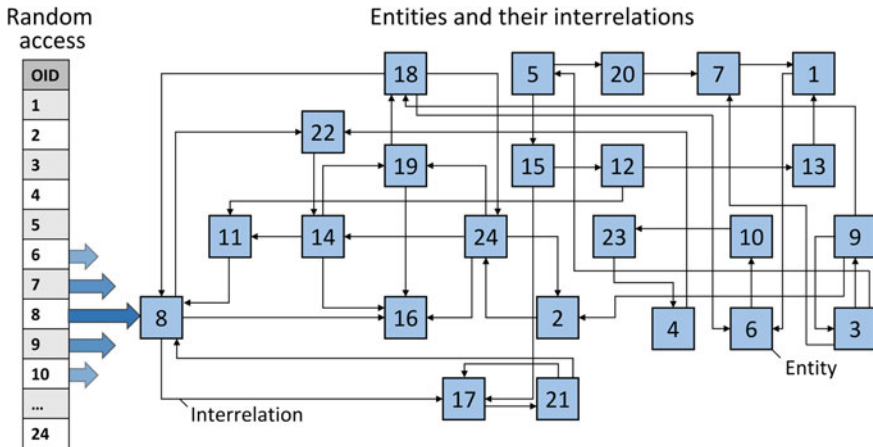 Random
access
Entities and their interrelations
OID
1
2
3
4
5
6
7
8
9
10
...
24
18 5 20 7 1
22
19 15 12 13
11 14 24 23 10 9
8 16 2 4 6 3
Entity
17 21
Interrelation